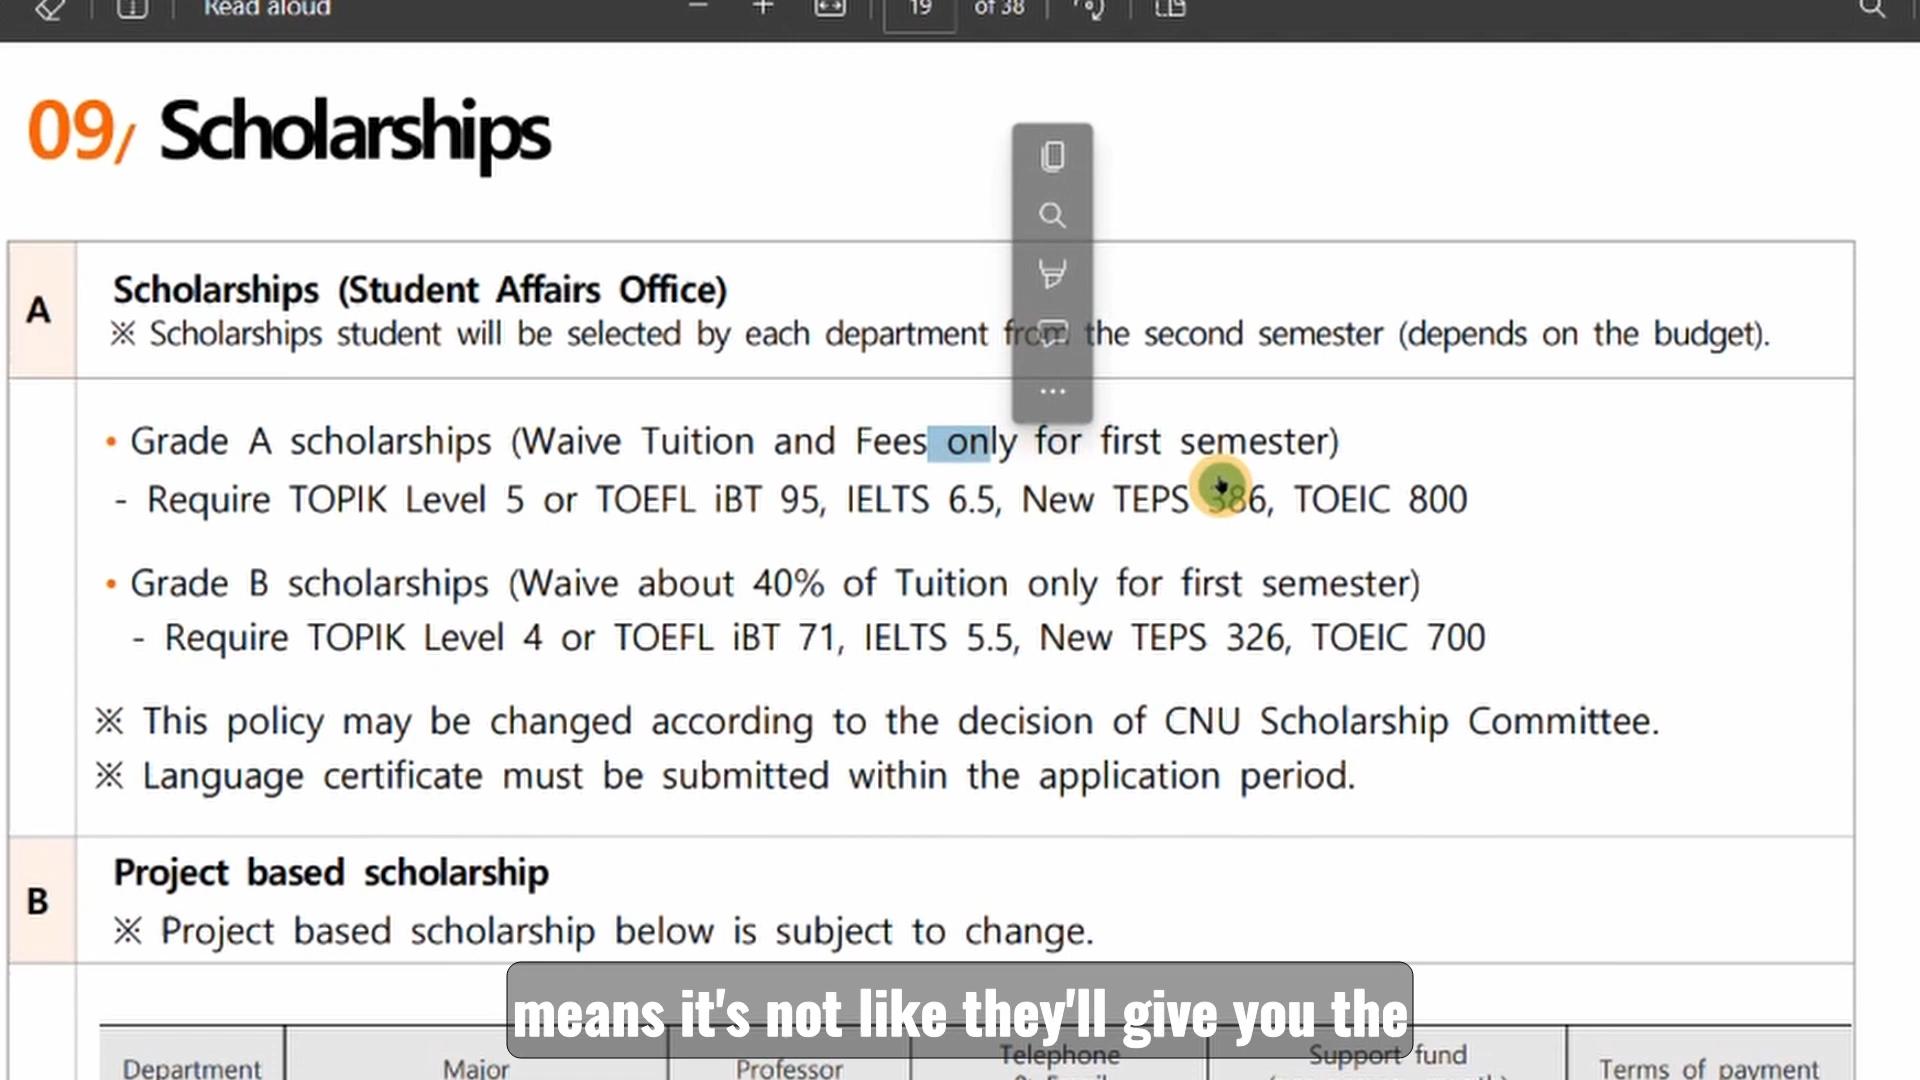 Read aloud
19 of 38
09/ Scholarships
A
Scholarships (Student Affairs Office)
※ Scholarships student will be selected by each department from the second semester (depends on the budget).
• Grade A scholarships (Waive Tuition and Fees only for first semester)
- Require TOPIK Level 5 or TOEFL iBT 95, IELTS 6.5, New TEPS 386, TOEIC 800
• Grade B scholarships (Waive about 40% of Tuition only for first semester)
- Require TOPIK Level 4 or TOEFL iBT 71, IELTS 5.5, New TEPS 326, TOEIC 700
※ This policy may be changed according to the decision of CNU Scholarship Committee.
※ Language certificate must be submitted within the application period.
B
Project based scholarship
※ Project based scholarship below is subject to change.
means it's not like they'll give you the
Department Major Professor Telephone Support fund Terms of payment